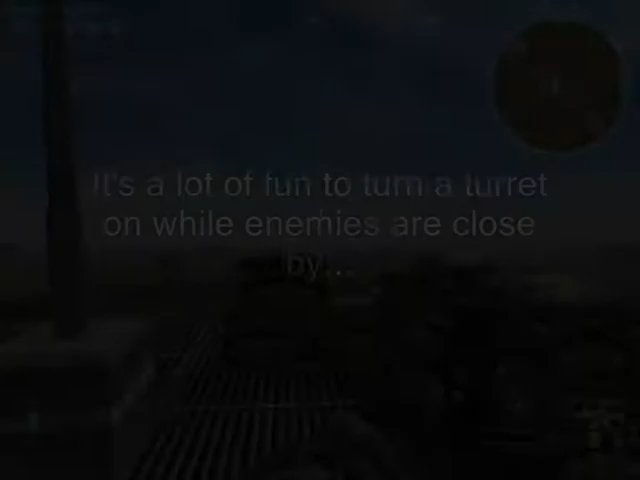 It's a lot of fun to turn a turret
on while enemies are close
by...